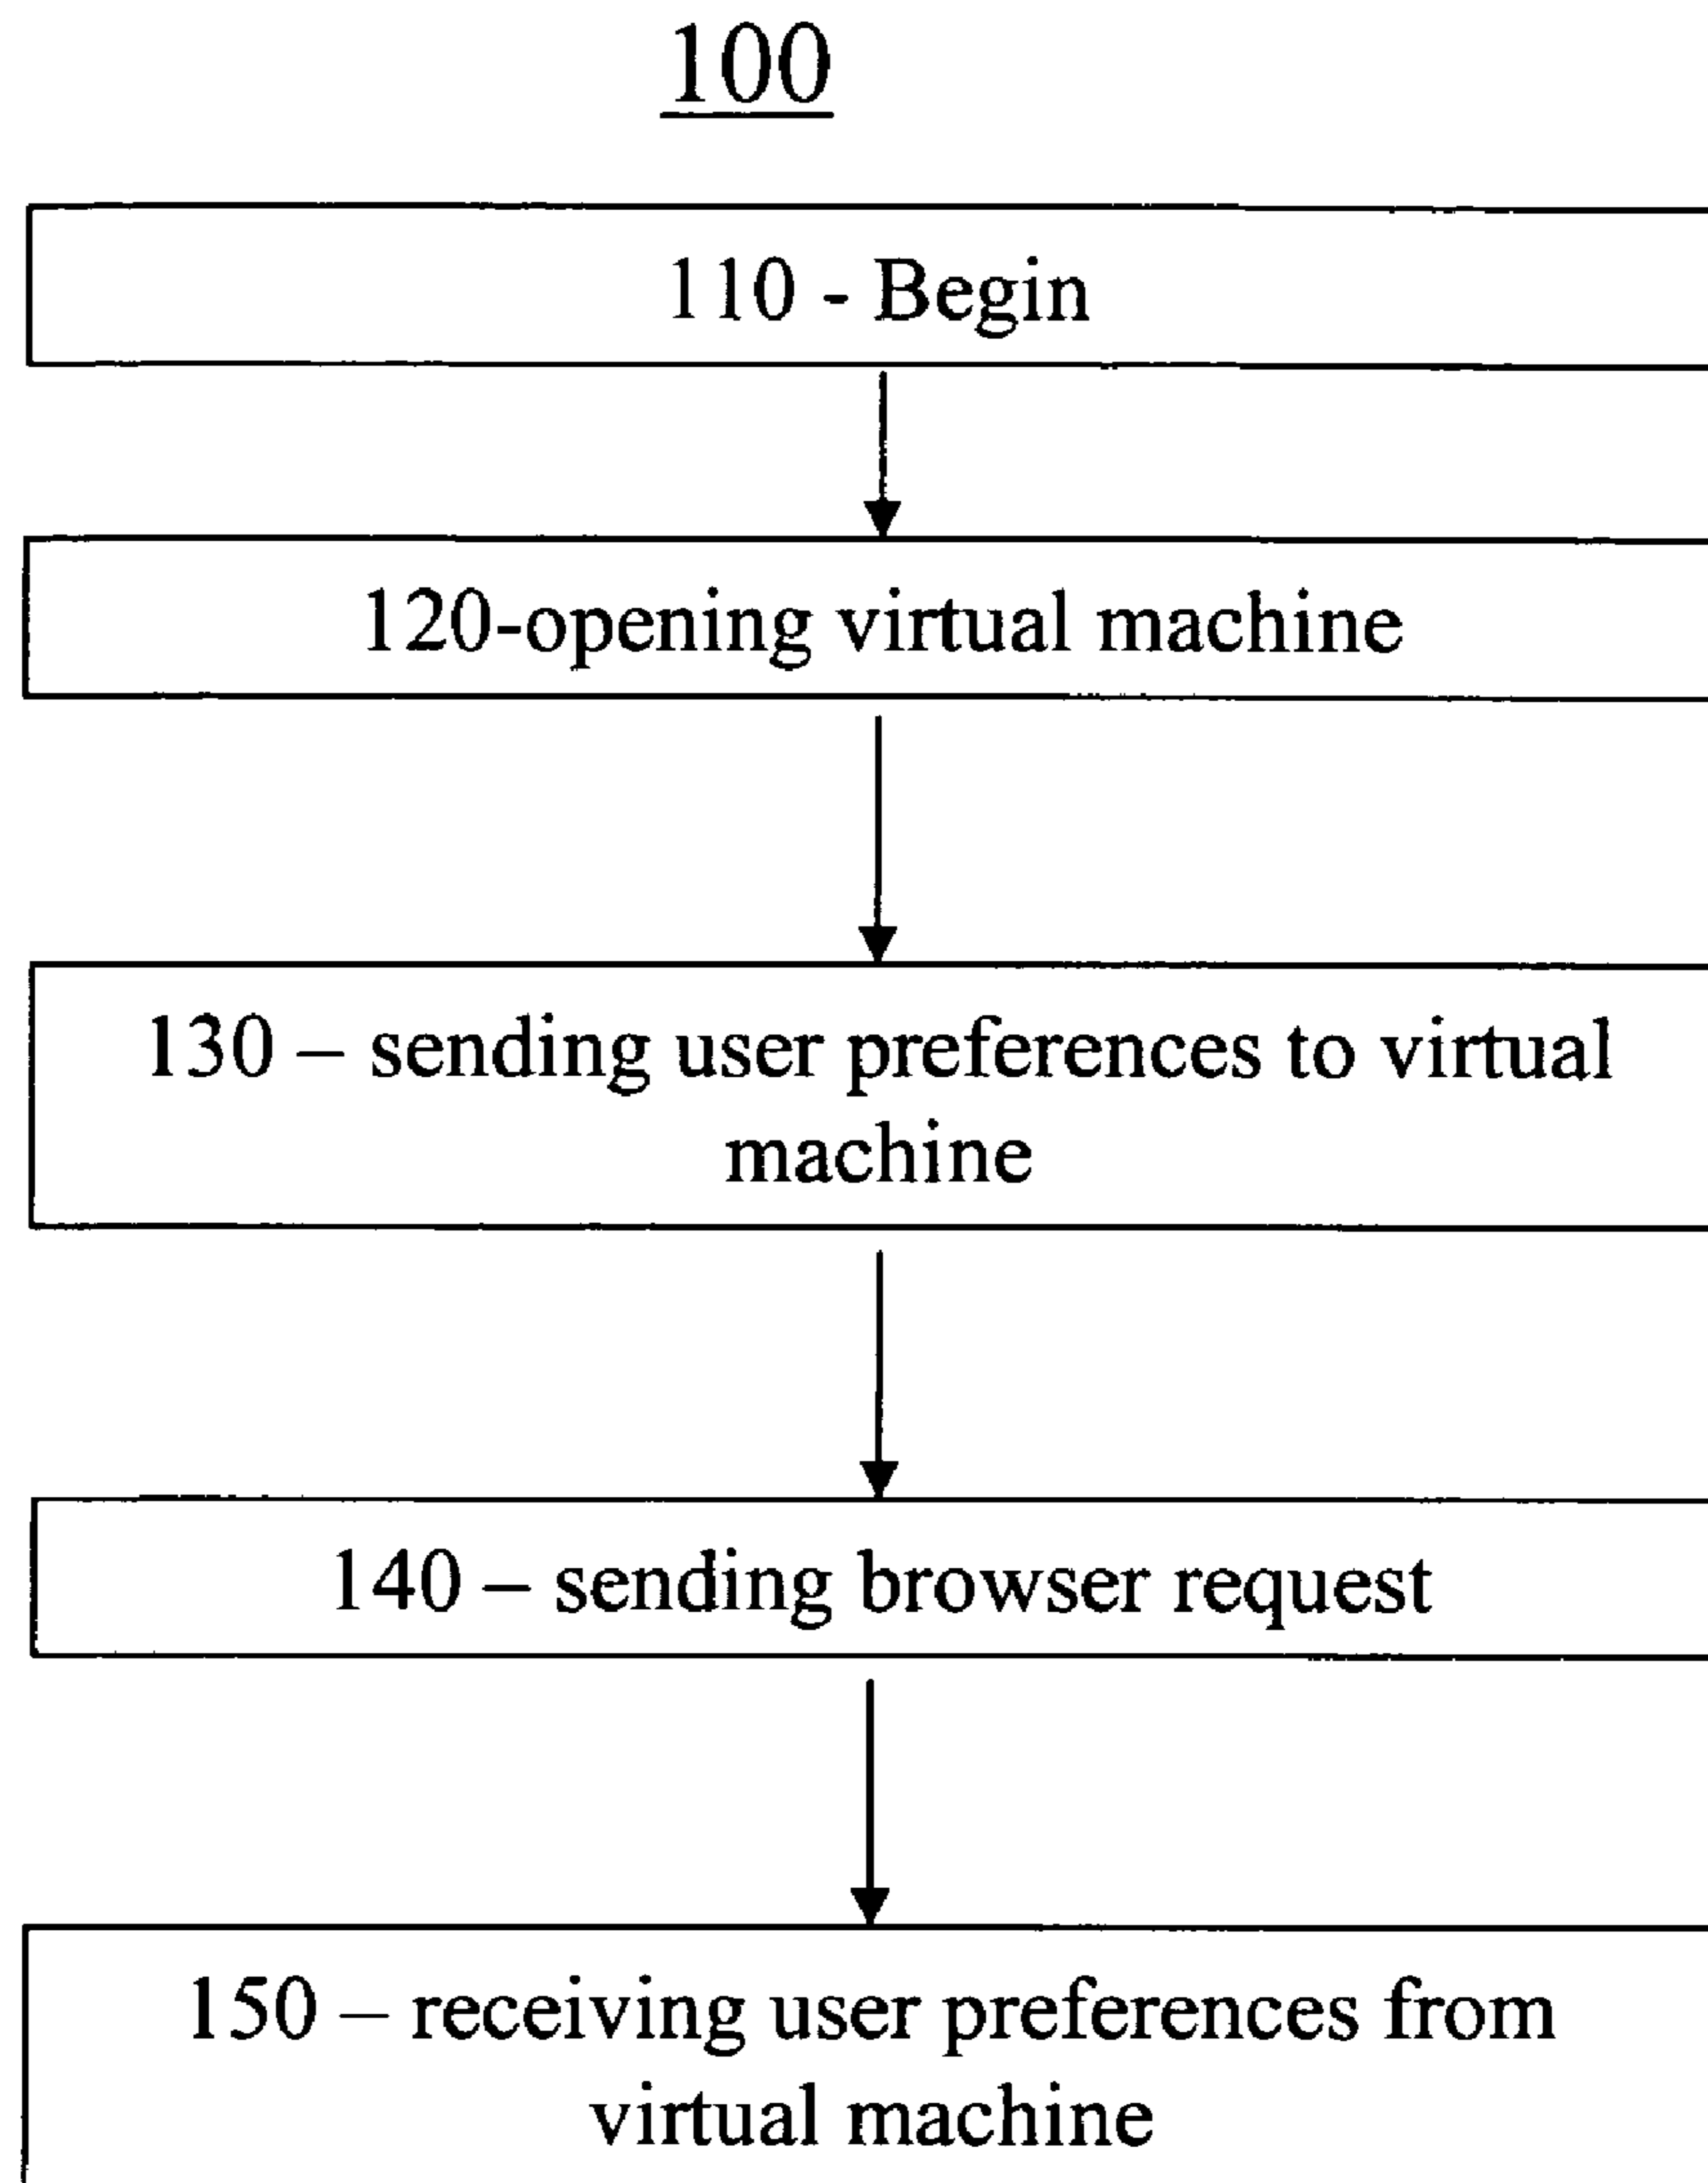 100
110 - Begin
120-opening virtual machine
130 – sending user preferences to virtual
machine
140 – sending browser request
150 – receiving user preferences from
virtual machine